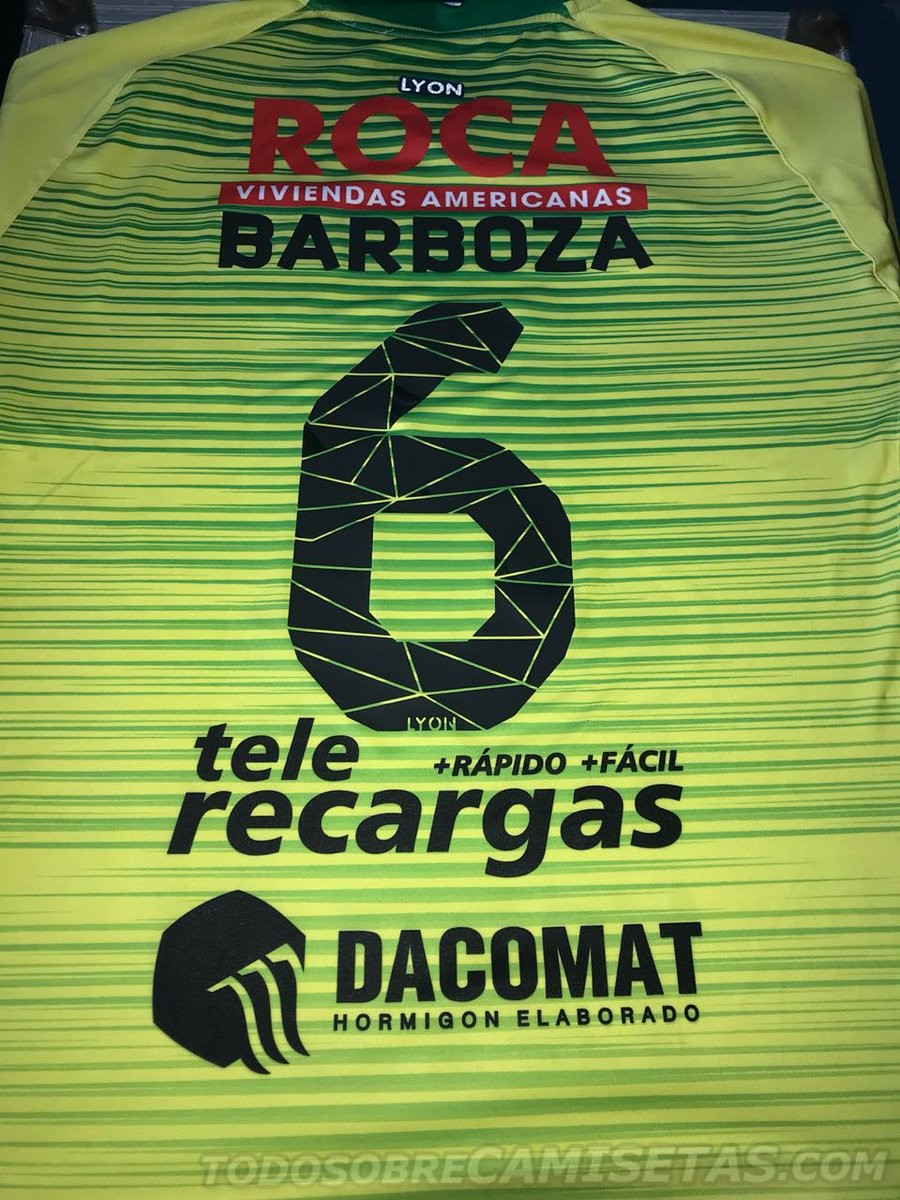 LYON
ROCA
VIVIENDAS AMERICANAS
BARBOZA
6
LYON
tele +RÁPIDO +FÁCIL
recargas
DACOMAT
HORMIGON ELABORADO
TODOSOBRECAMISETAS.COM